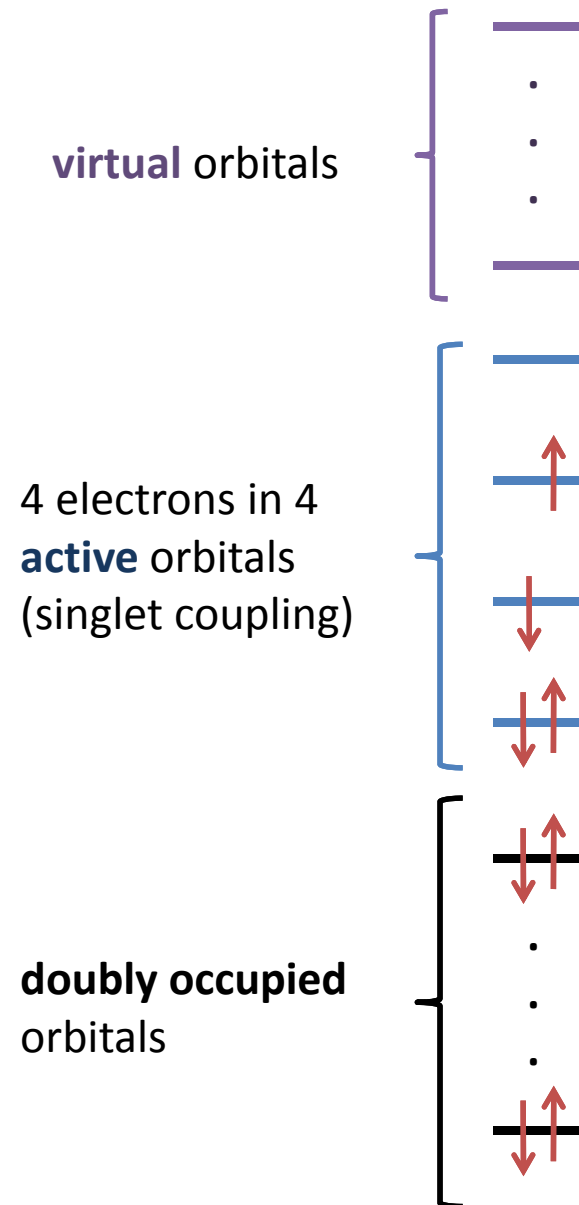 virtual orbitals
4 electrons in 4
active orbitals
(singlet coupling)
doubly occupied
orbitals